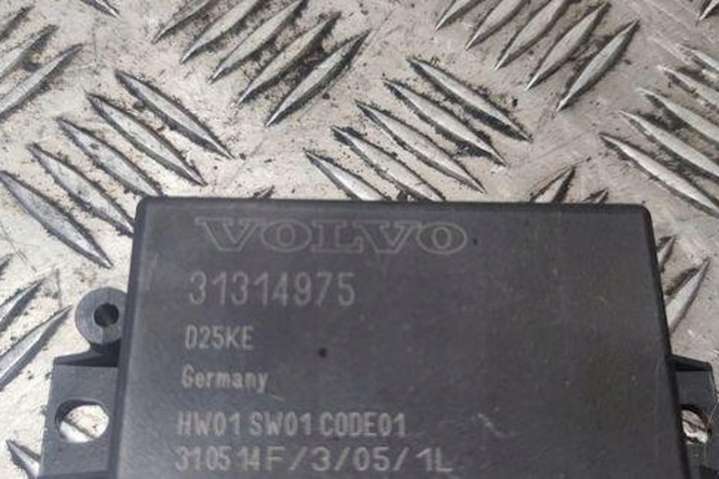 VOLVO
31314975
D25KE
Germany
HW01 SW01 CODE01
310514F/3/05/1L